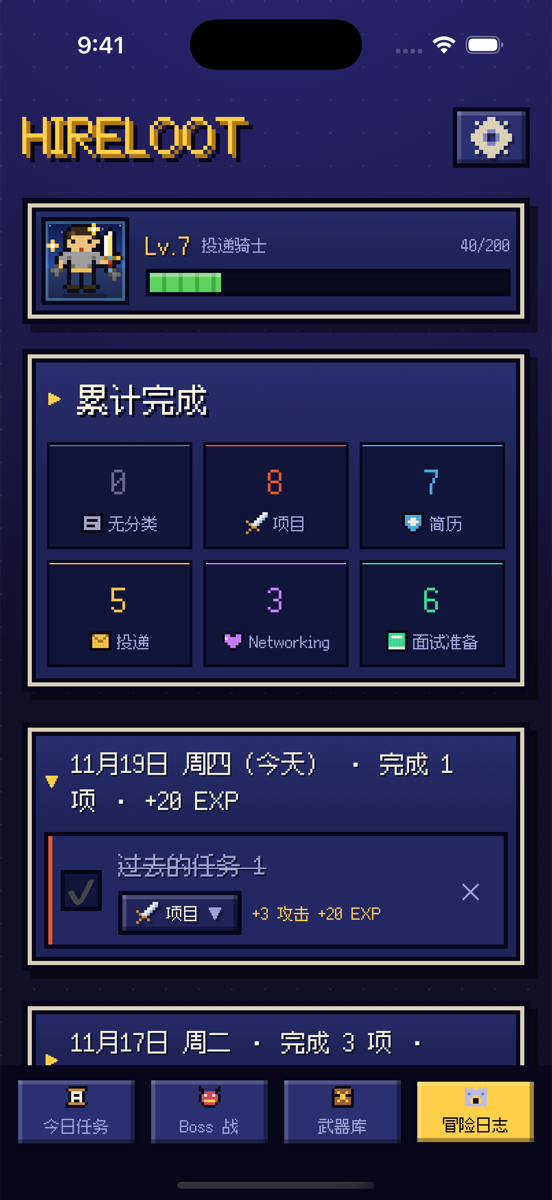 9:41
HIRELOOT
Lv.7 投递骑士 40/200
累计完成
0 8 7
无分类 项目 简历
5 3 6
投递 Networking 面试准备
11月19日 周四（今天） · 完成 1
项 · +20 EXP
过去的任务 1
项目 ▼ +3 攻击 +20 EXP
11月17日 周二 · 完成 3 项 ·
今日任务 Boss 战 武器库 冒险日志